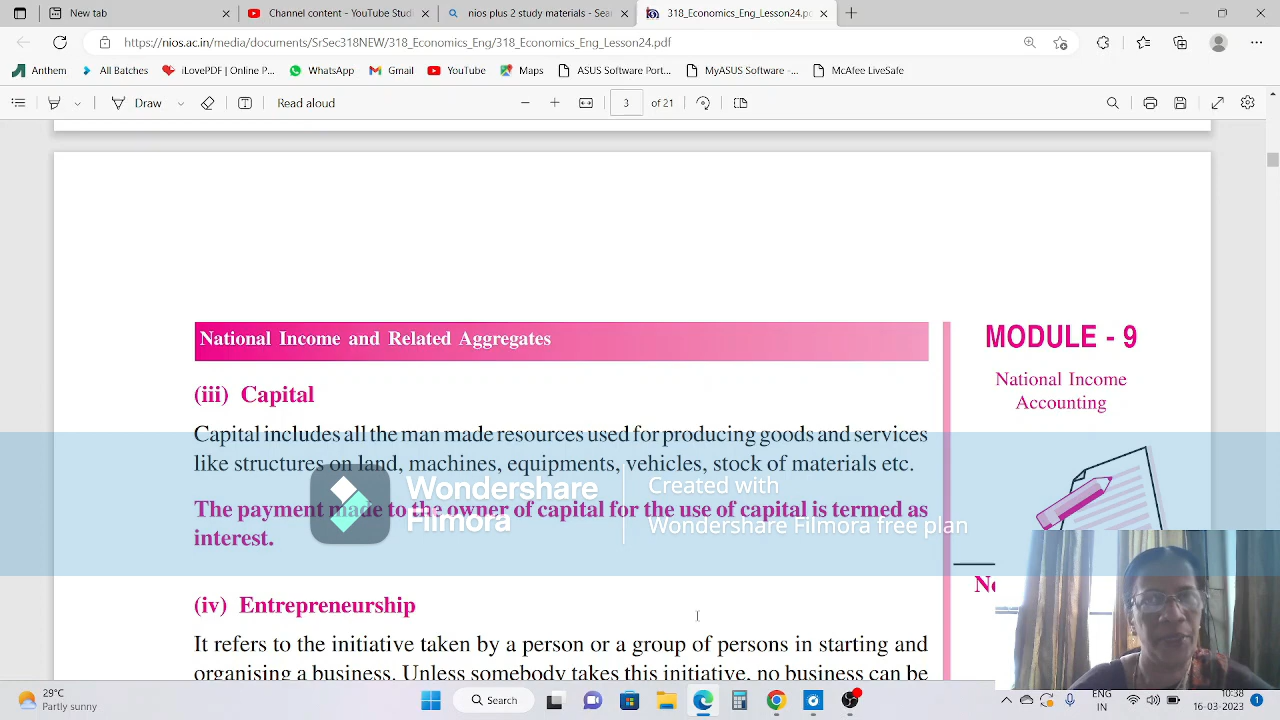 New tab
content - YouTube Studio
nios plus 2 study materials - Sear
318_Economics_Eng_Lesson24.pd
https://nios.ac.in/media/documents/SrSec318NEW/318_Economics_Eng/318_Economics_Eng_Lesson24.pdf
Anthem
All Batches
iLovePDF | Online P...
WhatsApp
Gmail
YouTube
Maps
ASUS Software Port...
MyASUS Software -...
McAfee LiveSafe
Draw
Read aloud
3 of 21
National Income and Related Aggregates
MODULE - 9
National Income
Accounting
(iii) Capital
Capital includes all the man made resources used for producing goods and services
like structures on land, machines, equipments, vehicles, stock of materials etc.
The payment made to the owner of capital for the use of capital is termed as
interest.
Wondershare
Filmora
Created with
Wondershare Filmora free plan
(iv) Entrepreneurship
It refers to the initiative taken by a person or a group of persons in starting and
organising a business. Unless somebody takes this initiative, no business can be
29°C
Partly sunny
Search
ENG
IN
10:38
16-03-2023